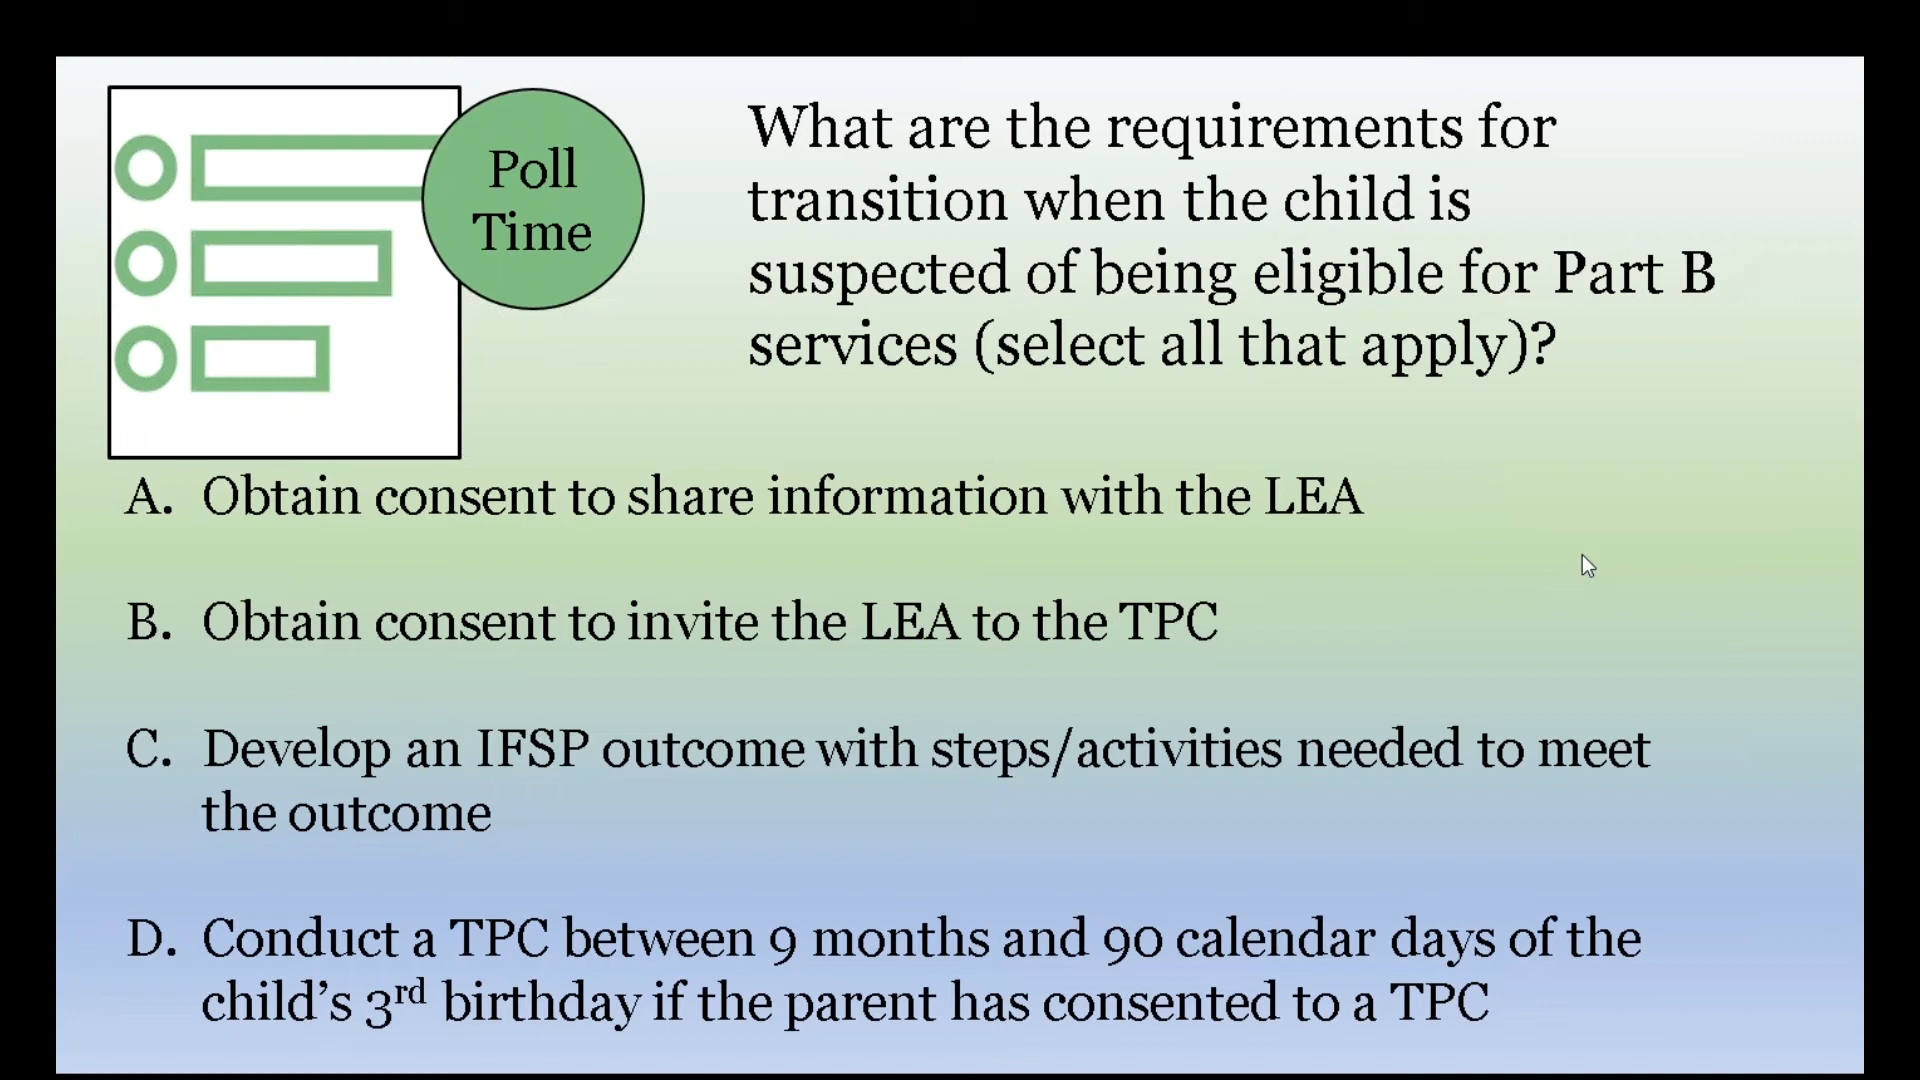 Poll
Time
What are the requirements for
transition when the child is
suspected of being eligible for Part B
services (select all that apply)?
A. Obtain consent to share information with the LEA
B. Obtain consent to invite the LEA to the TPC
C. Develop an IFSP outcome with steps/activities needed to meet
the outcome
D. Conduct a TPC between 9 months and 90 calendar days of the
child’s 3rd birthday if the parent has consented to a TPC